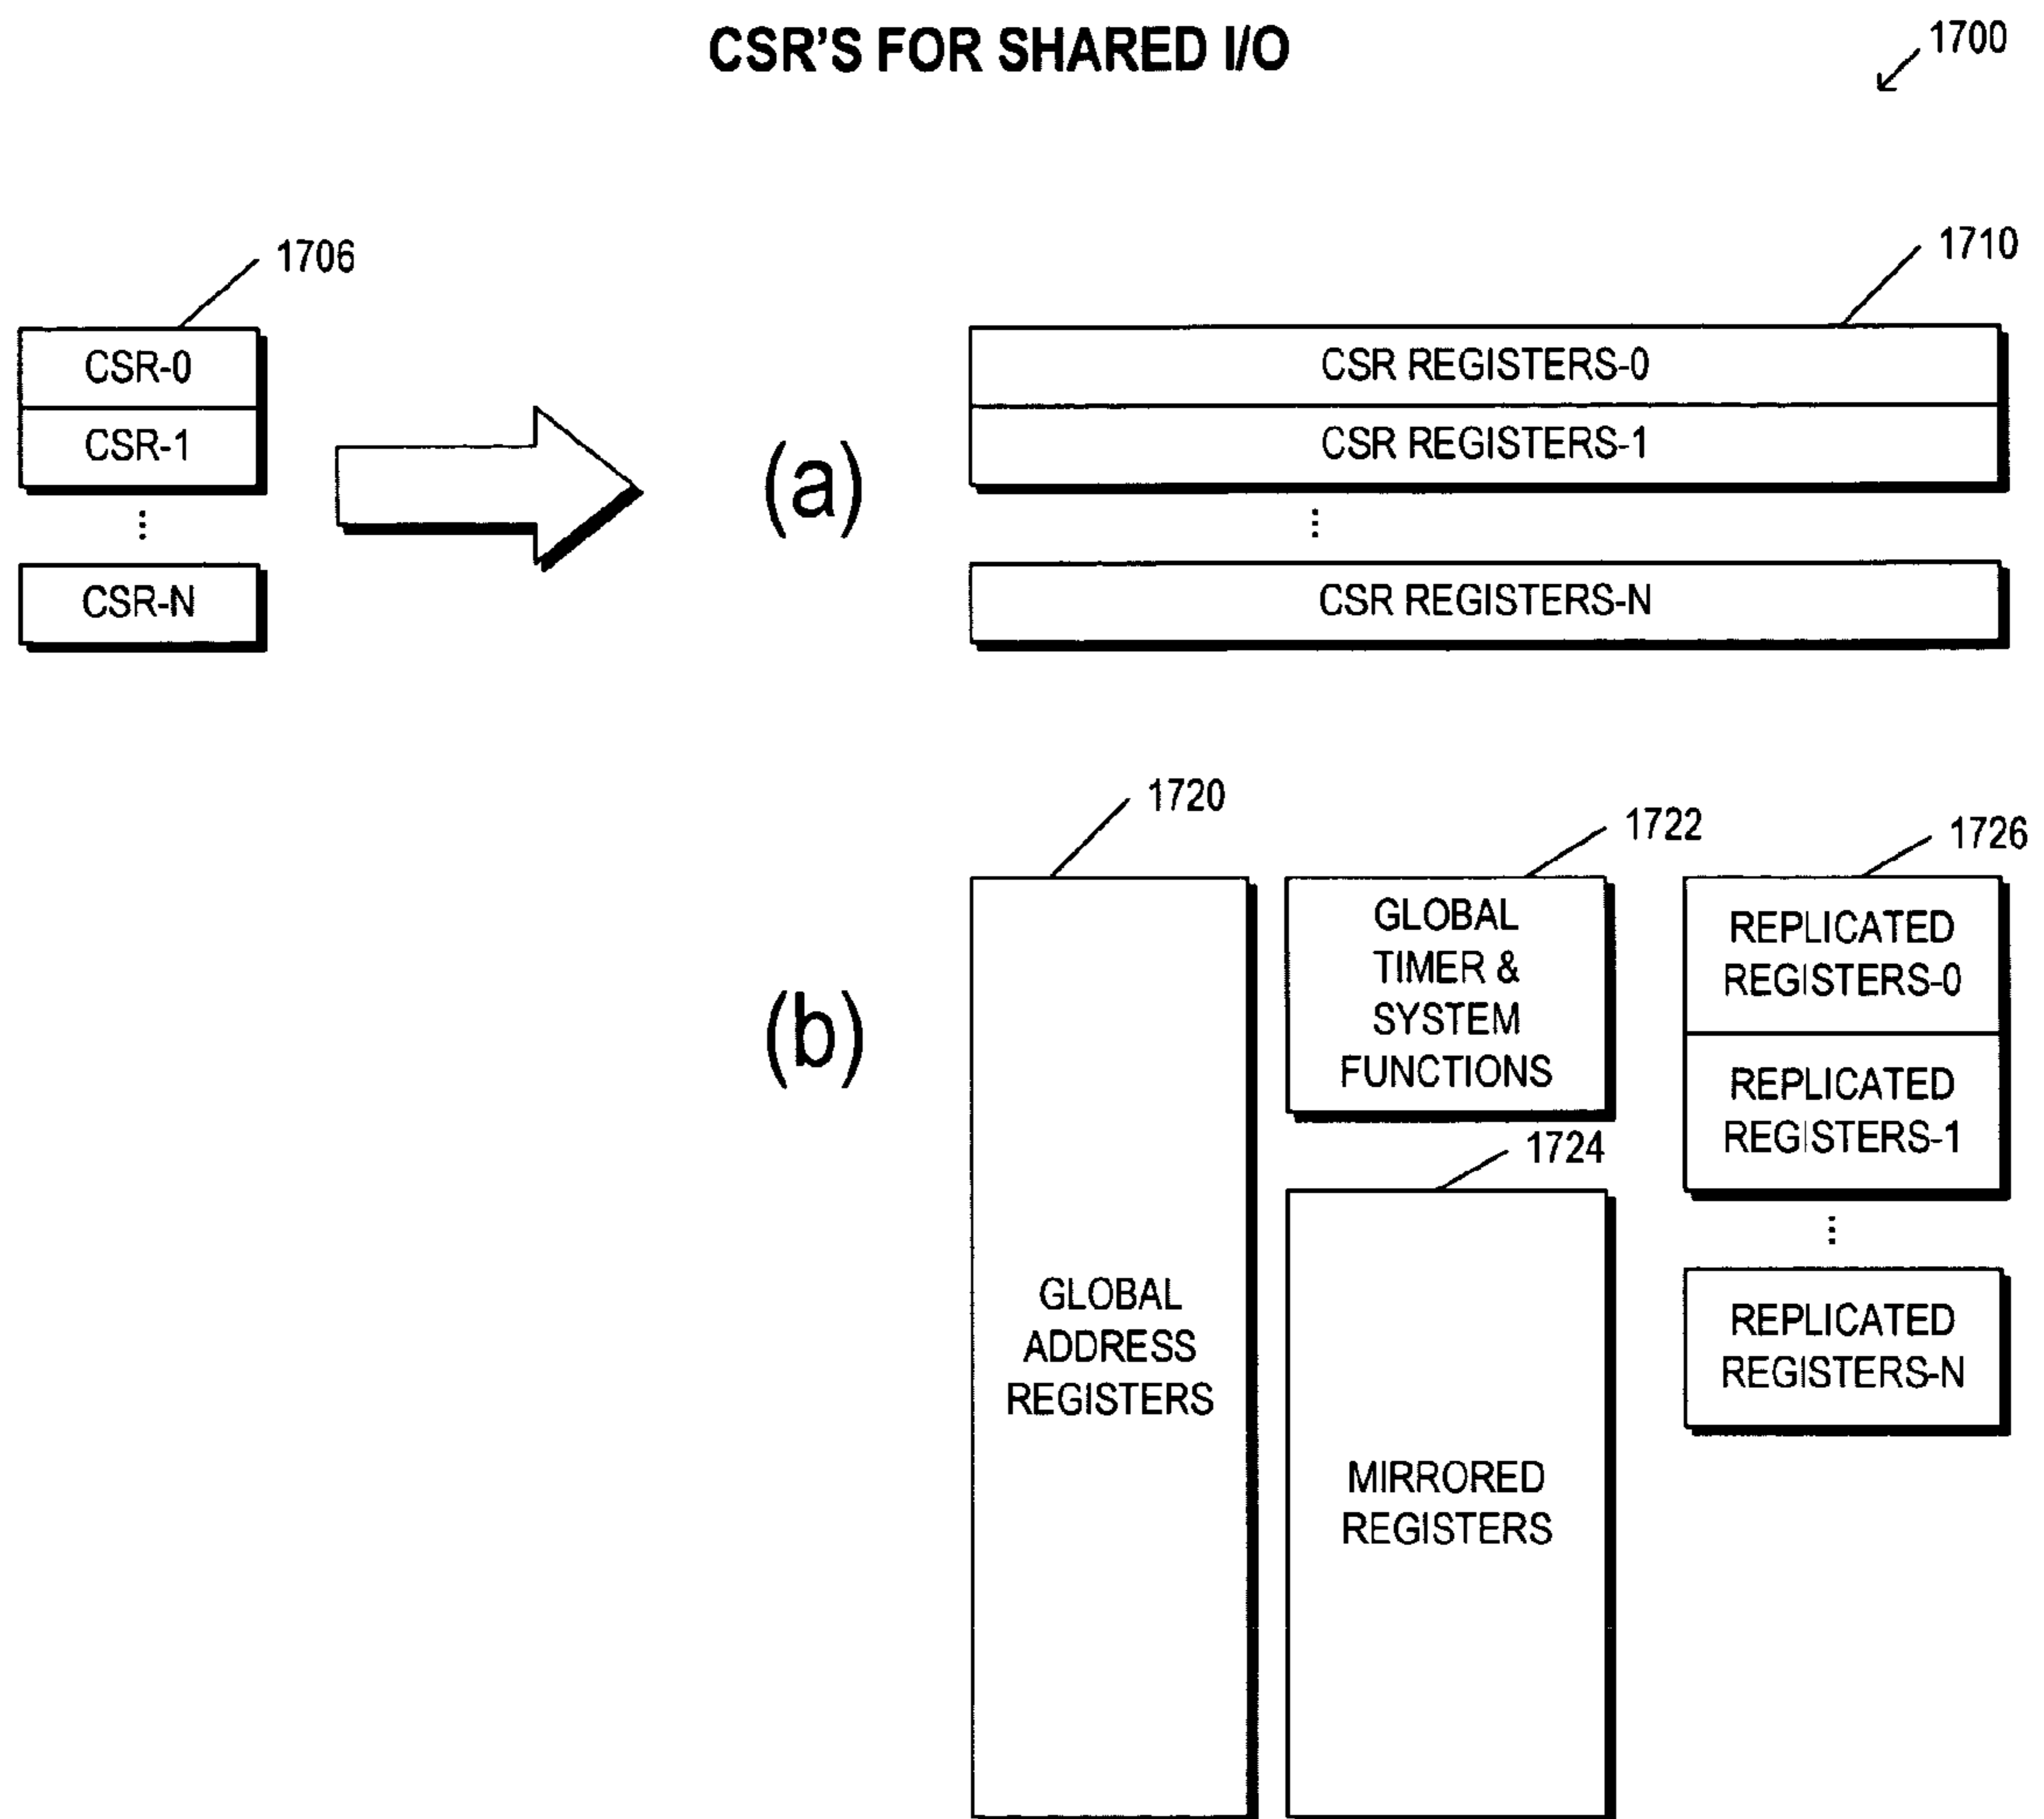 CSR'S FOR SHARED I/O
1700
1706
CSR-0
CSR-1
⋮
CSR-N
(a)
1710
CSR REGISTERS-0
CSR REGISTERS-1
⋮
CSR REGISTERS-N
(b)
1720
GLOBAL
ADDRESS
REGISTERS
1722
GLOBAL
TIMER &
SYSTEM
FUNCTIONS
1724
MIRRORED
REGISTERS
1726
REPLICATED
REGISTERS-0
REPLICATED
REGISTERS-1
⋮
REPLICATED
REGISTERS-N